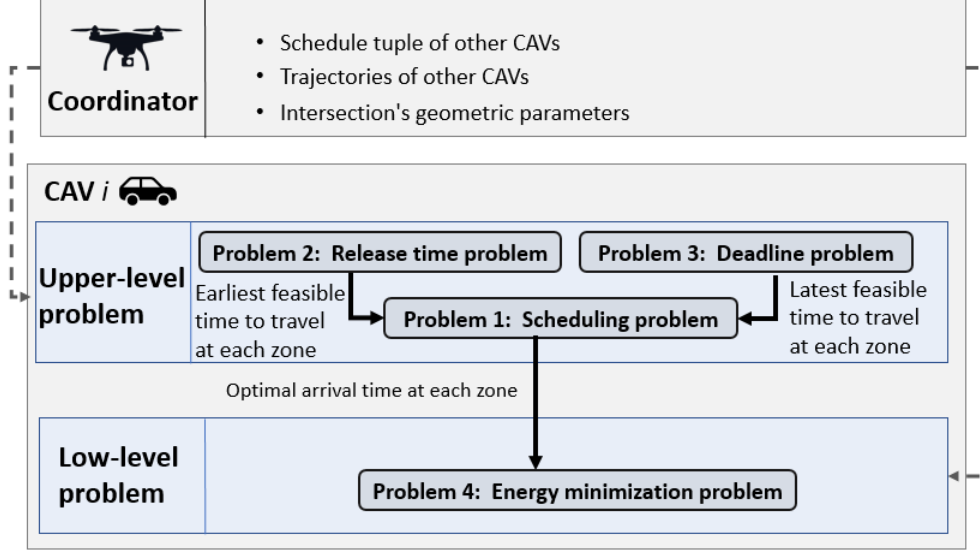 Coordinator
• Schedule tuple of other CAVs
• Trajectories of other CAVs
• Intersection's geometric parameters
CAV i
Upper-level
problem
Problem 2: Release time problem
Problem 3: Deadline problem
Earliest feasible
time to travel
at each zone
Problem 1: Scheduling problem
Latest feasible
time to travel
at each zone
Optimal arrival time at each zone
Low-level
problem
Problem 4: Energy minimization problem